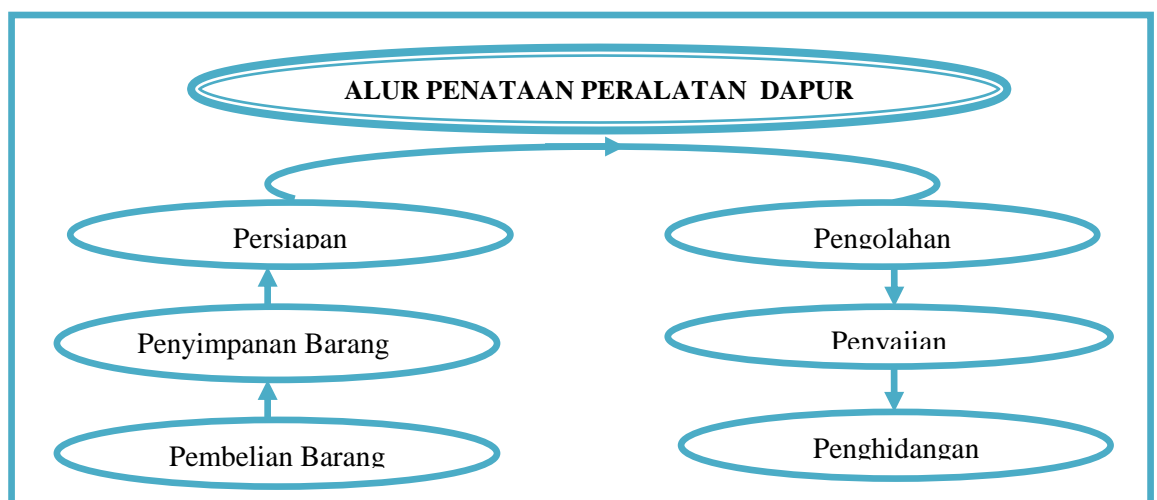 ALUR PENATAAN PERALATAN DAPUR
Persiapan
Pengolahan
Penyimpanan Barang
Penyajian
Pembelian Barang
Penghidangan